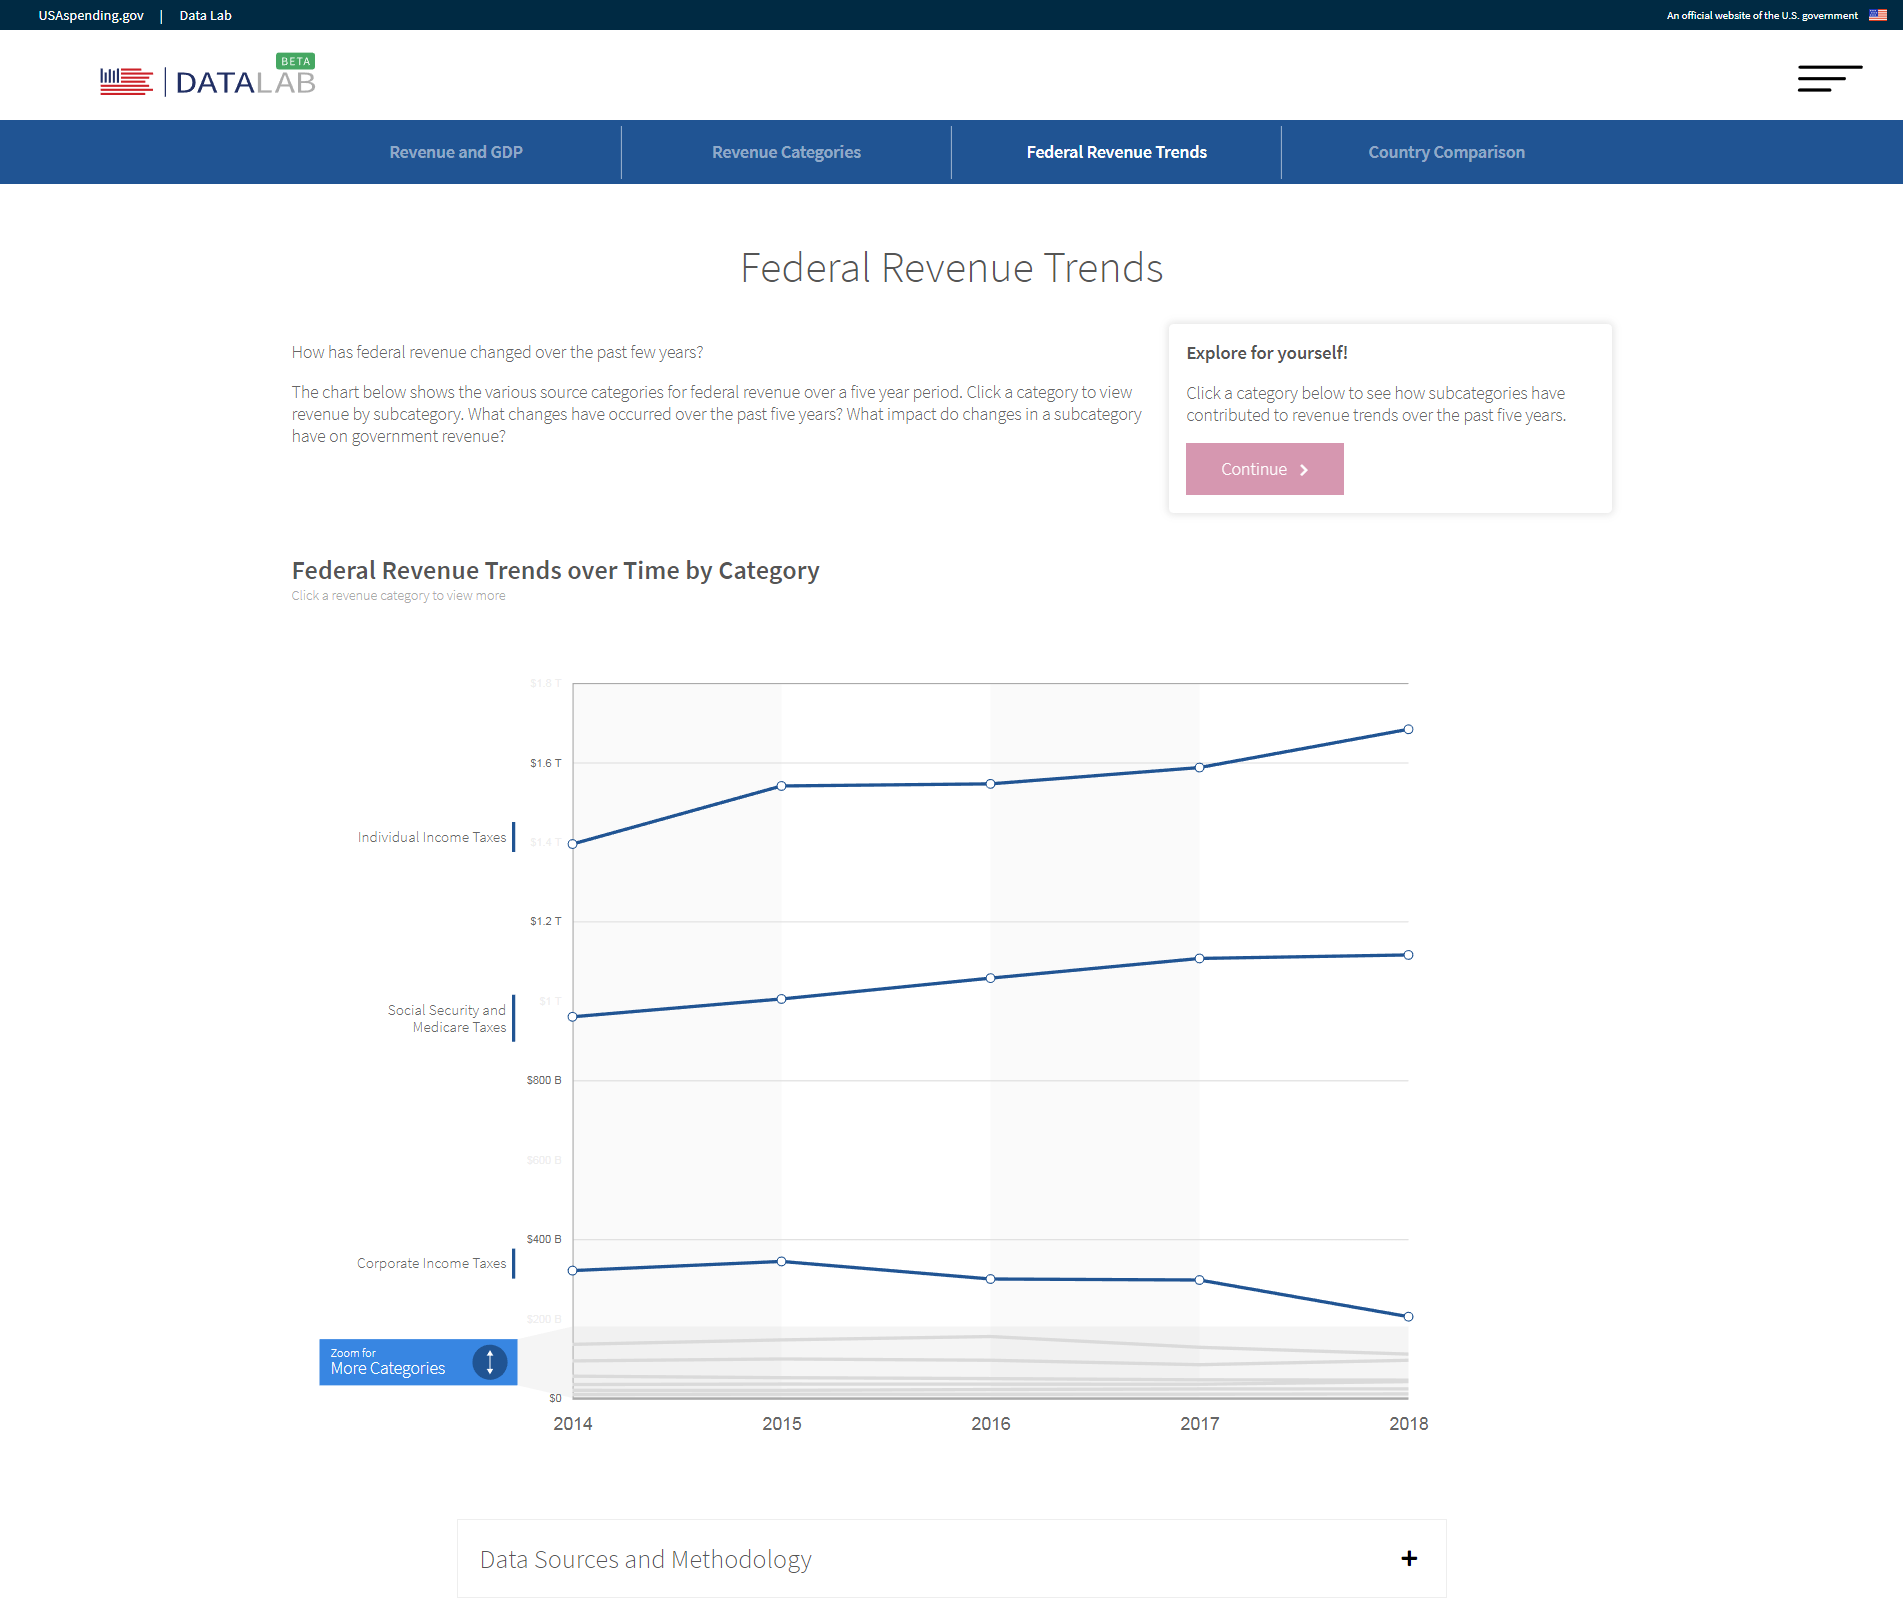 USAspending.gov | Data Lab
An official website of the U.S. government
DATALAB
BETA
Revenue and GDP
Revenue Categories
Federal Revenue Trends
Country Comparison
Federal Revenue Trends
How has federal revenue changed over the past few years?
The chart below shows the various source categories for federal revenue over a five year period. Click a category to view
revenue by subcategory. What changes have occurred over the past five years? What impact do changes in a subcategory
have on government revenue?
Explore for yourself!
Click a category below to see how subcategories have
contributed to revenue trends over the past five years.
Continue
Federal Revenue Trends over Time by Category
Click a revenue category to view more
$1.8 T
$1.6 T
Individual Income Taxes
$1.4 T
$1.2 T
Social Security and
Medicare Taxes
$1 T
$800 B
$600 B
$400 B
Corporate Income Taxes
$200 B
Zoom for
More Categories
$0
2014
2015
2016
2017
2018
Data Sources and Methodology